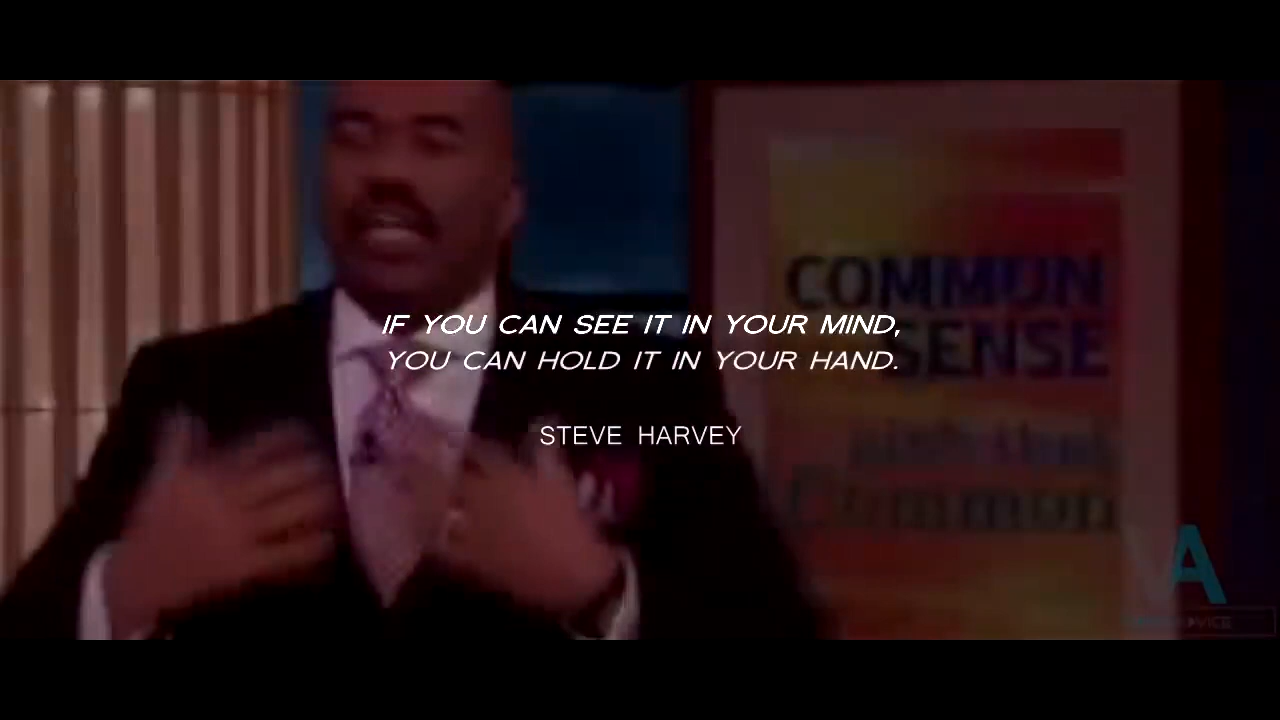 IF YOU CAN SEE IT IN YOUR MIND,
YOU CAN HOLD IT IN YOUR HAND.
STEVE HARVEY
COMMON
SENSE
Common